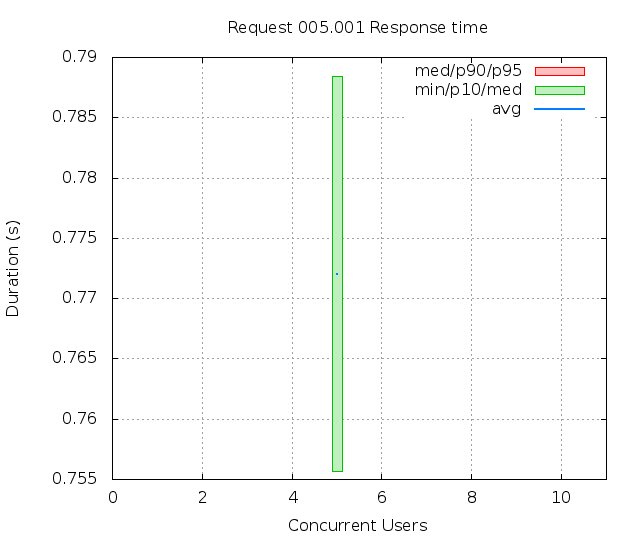 Request 005.001 Response time
0.79
med/p90/p95
min/p10/med
avg
0.785
0.78
0.775
0.77
0.765
0.76
0.755
Duration (s)
0 2 4 6 8 10
Concurrent Users